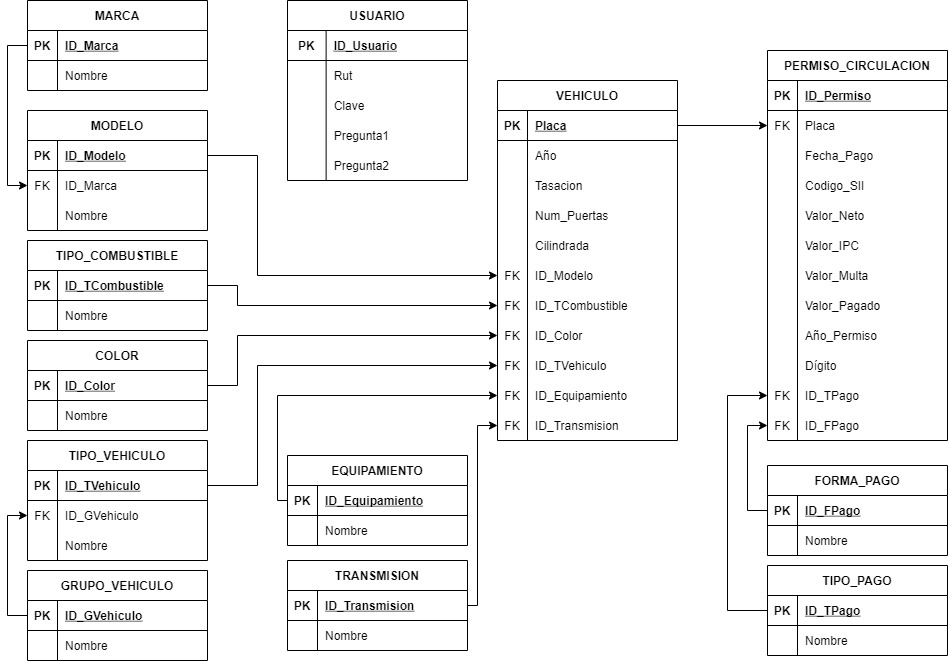 MARCA
PK ID_Marca
Nombre
MODELO
PK ID_Modelo
FK ID_Marca
Nombre
TIPO_COMBUSTIBLE
PK ID_TCombustible
Nombre
COLOR
PK ID_Color
Nombre
TIPO_VEHICULO
PK ID_TVehiculo
FK ID_GVehiculo
Nombre
GRUPO_VEHICULO
PK ID_GVehiculo
Nombre
USUARIO
PK ID_Usuario
Rut
Clave
Pregunta1
Pregunta2
EQUIPAMIENTO
PK ID_Equipamiento
Nombre
TRANSMISION
PK ID_Transmision
Nombre
VEHICULO
PK Placa
Año
Tasacion
Num_Puertas
Cilindrada
FK ID_Modelo
FK ID_TCombustible
FK ID_Color
FK ID_TVehiculo
FK ID_Equipamiento
FK ID_Transmision
PERMISO_CIRCULACION
PK ID_Permiso
FK Placa
Fecha_Pago
Codigo_SII
Valor_Neto
Valor_IPC
Valor_Multa
Valor_Pagado
Año_Permiso
Dígito
FK ID_TPago
FK ID_FPago
FORMA_PAGO
PK ID_FPago
Nombre
TIPO_PAGO
PK ID_TPago
Nombre